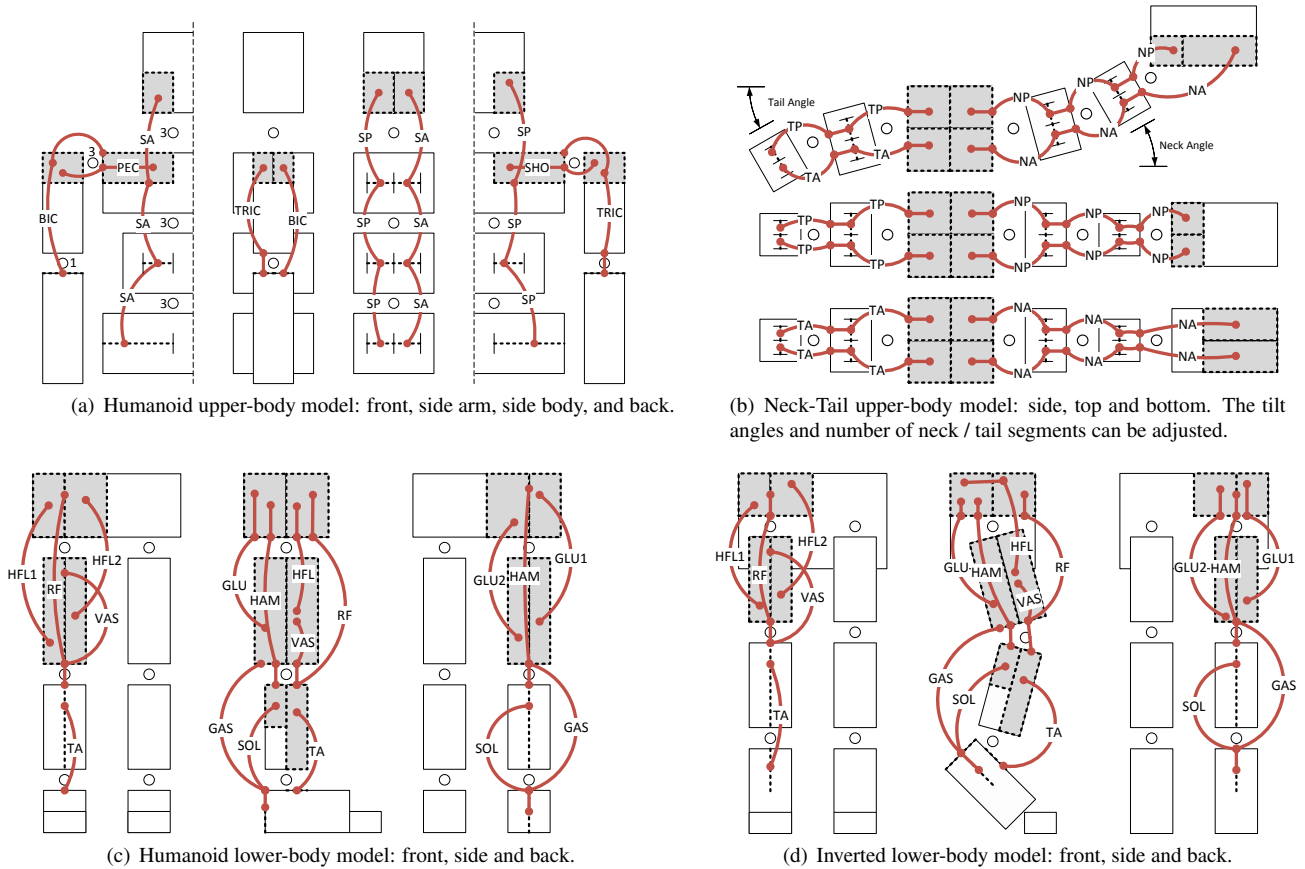 3
SA
3
PEC
BIC
SA
3
1
SA
3
TRIC
BIC
SP
SA
SP
SA
SP
SA
SP
SHO
SP
TRIC
SP
(a) Humanoid upper-body model: front, side arm, side body, and back.
Tail Angle
TP
TP
TA
TA
NP
NP
NP
NA
NA
NA
Neck Angle
TP
TP
NP
NP
NP
TP
TP
NP
NP
NP
TA
TA
NA
NA
NA
TA
TA
NA
NA
NA
(b) Neck-Tail upper-body model: side, top and bottom. The tilt
angles and number of neck / tail segments can be adjusted.
HFL1
RF
HFL2
VAS
TA
GLU
HAM
HFL
VAS
RF
GAS
SOL
TA
GLU2
HAM
GLU1
SOL
GAS
(c) Humanoid lower-body model: front, side and back.
HFL1
RF
HFL2
VAS
TA
GLU
HAM
HFL
VAS
RF
GAS
SOL
TA
GLU2
HAM
GLU1
SOL
GAS
(d) Inverted lower-body model: front, side and back.